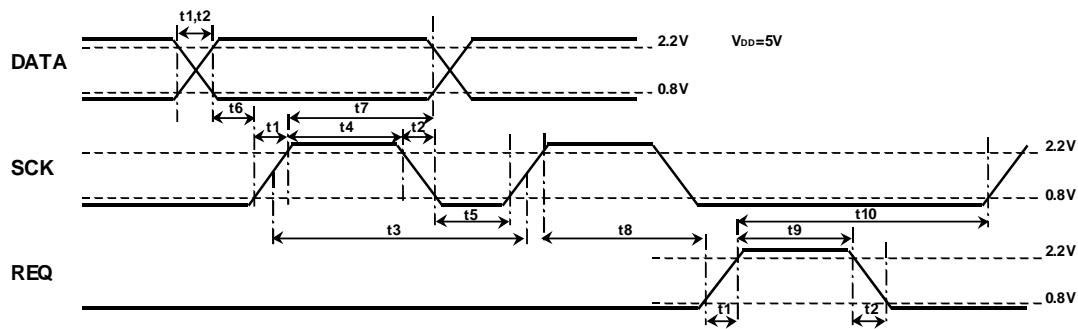 t1,t2
2.2V VDD=5V
DATA
0.8V
t6 t7
t1 t4 t2
2.2V
SCK
0.8V
t5 t10
t3 t8 t9
REQ
2.2V
0.8V
t1 t2